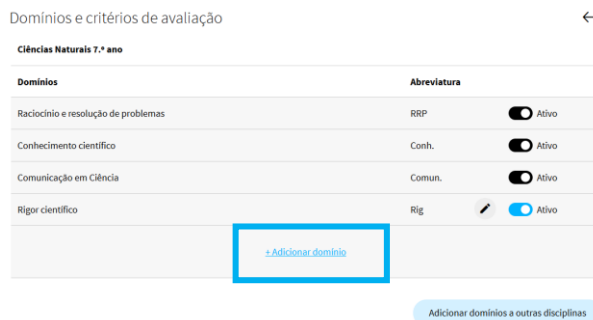 Domínios e critérios de avaliação
Ciências Naturais 7.º ano
Domínios Abreviatura
Raciocínio e resolução de problemas RRP Ativo
Conhecimento científico Conh. Ativo
Comunicação em Ciência Comun. Ativo
Rigor científico Rig Ativo
+ Adicionar domínio
Adicionar domínios a outras disciplinas